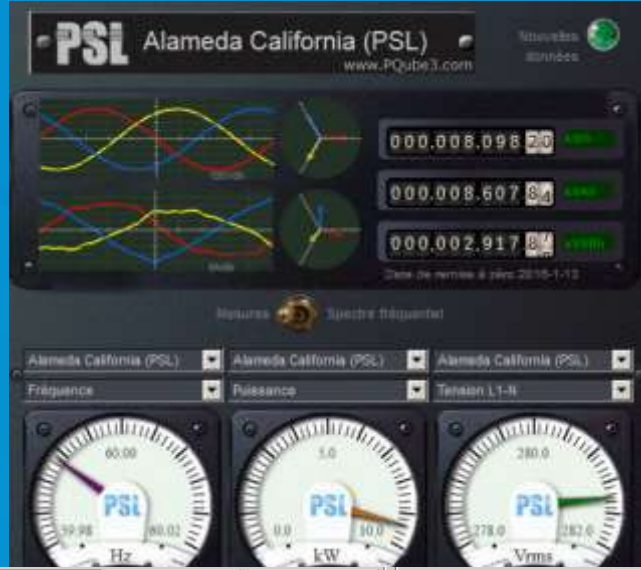 PSL Alameda California (PSL)
www.PQube3.com
Nouvelles
données
000,008,098 20
000,008,607 84
000,002,917
Date de remise à zéro 2016-1-13
Mesures Spectre fréquentiel
Alameda California (PSL) Alameda California (PSL) Alameda California (PSL)
Fréquence Puissance Tension L1-N
60.00 5.0 280.0
PSL PSL PSL
59.98 60.02 0.0 10.0 278.0 282.0
Hz kW Vrms